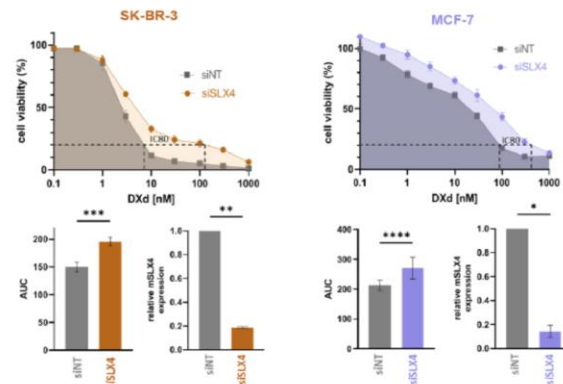 SK-BR-3
MCF-7
cell viability (%)
100
50
0
siNT
siSLX4
IC80
0.1 1 10 100 1000
DXd [nM]
cell viability (%)
100
50
0
siNT
siSLX4
IC80
0.1 1 10 100 1000
DXd [nM]
AUC
200
150
100
50
0
***
siNT
siSLX4
relative mSLX4
expression
1.0
0.8
0.6
0.4
0.2
0.0
**
siNT
siSLX4
AUC
400
300
200
100
0
****
siNT
siSLX4
relative mSLX4
expression
1.0
0.8
0.6
0.4
0.2
0.0
*
siNT
siSLX4